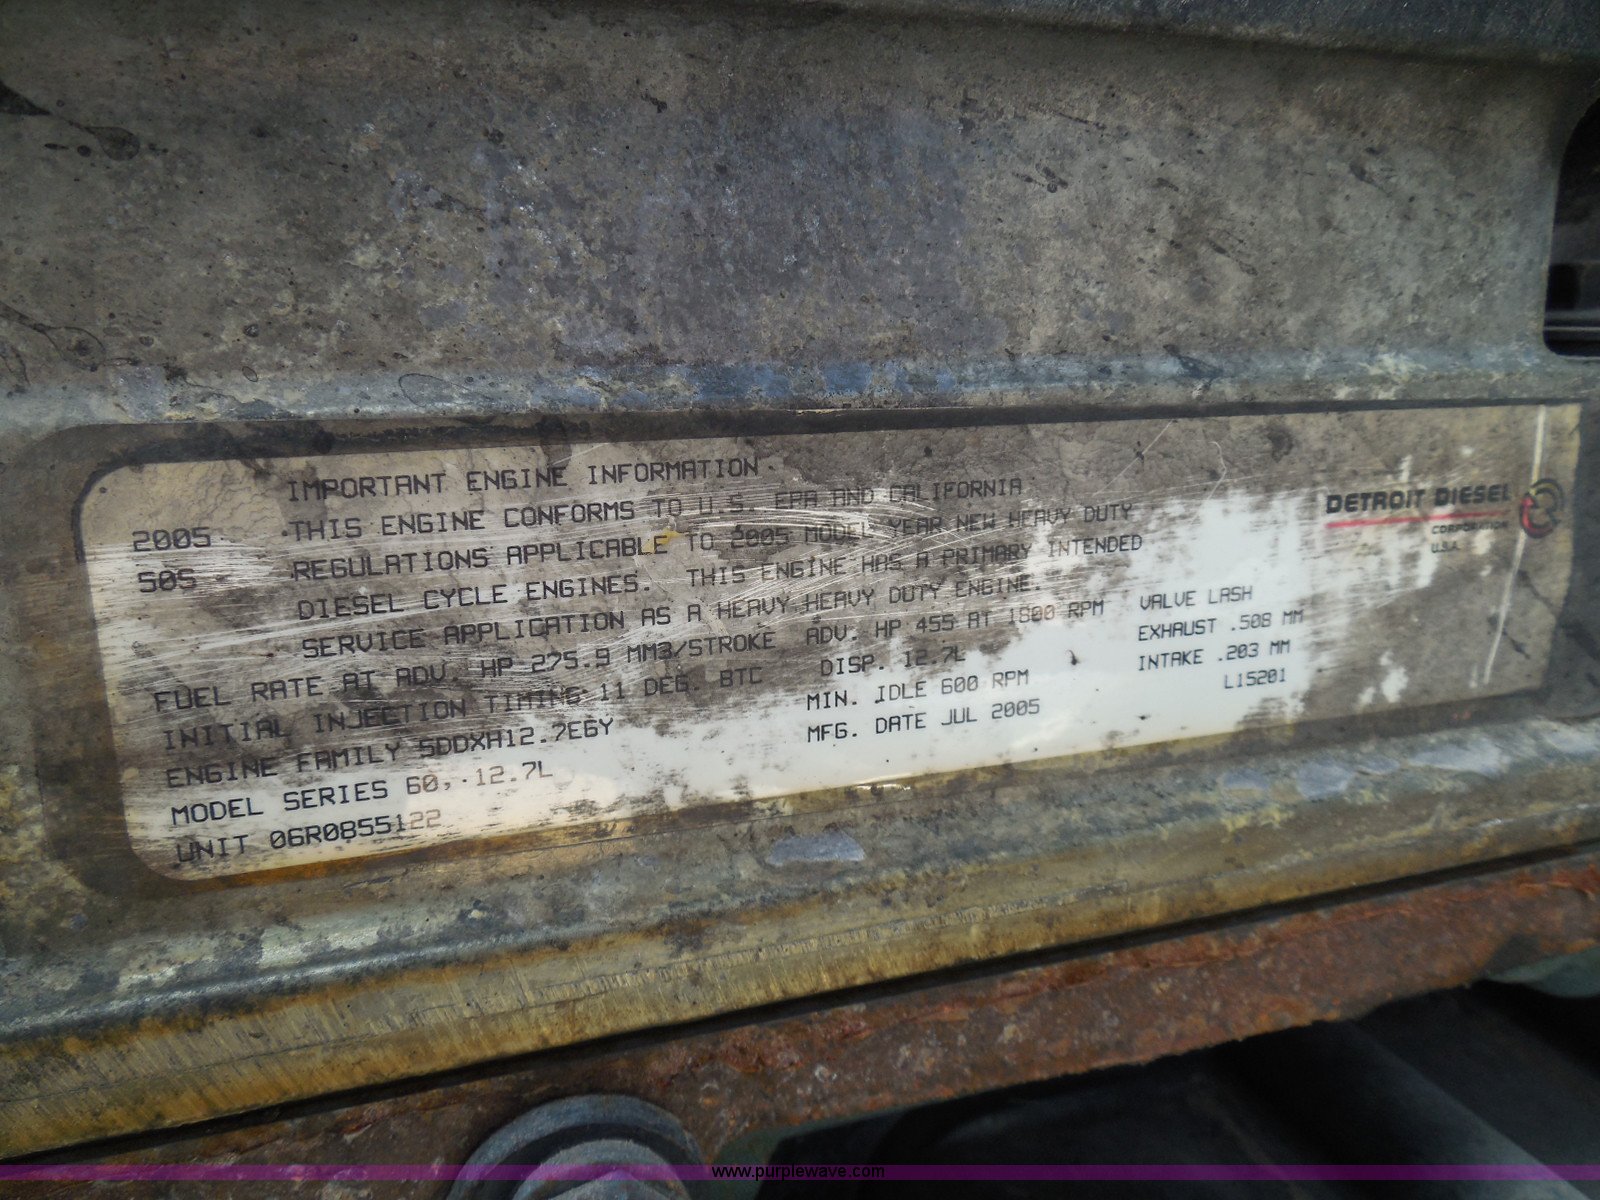 IMPORTANT ENGINE INFORMATION
2005 THIS ENGINE CONFORMS TO U.S. EPA AND CALIFORNIA
505 REGULATIONS APPLICABLE TO 2005 MODEL YEAR NEW HEAVY DUTY
DIESEL CYCLE ENGINES. THIS ENGINE HAS A PRIMARY INTENDED
SERVICE APPLICATION AS A HEAVY HEAVY DUTY ENGINE.
FUEL RATE AT ADV. HP 275.9 MM3/STROKE ADV. HP 455 AT 1800 RPM
INITIAL INJECTION TIMING 11 DEG. BTC DISP. 12.7L
ENGINE FAMILY 5DDXH12.7EGY MIN. IDLE 600 RPM
MODEL SERIES 60, 12.7L MFG. DATE JUL 2005
UNIT 06R0855122
DETROIT DIESEL
CORPORATION
U.S.A.
VALVE LASH
EXHAUST .508 MM
INTAKE .203 MM
L15201
www.purplewave.com